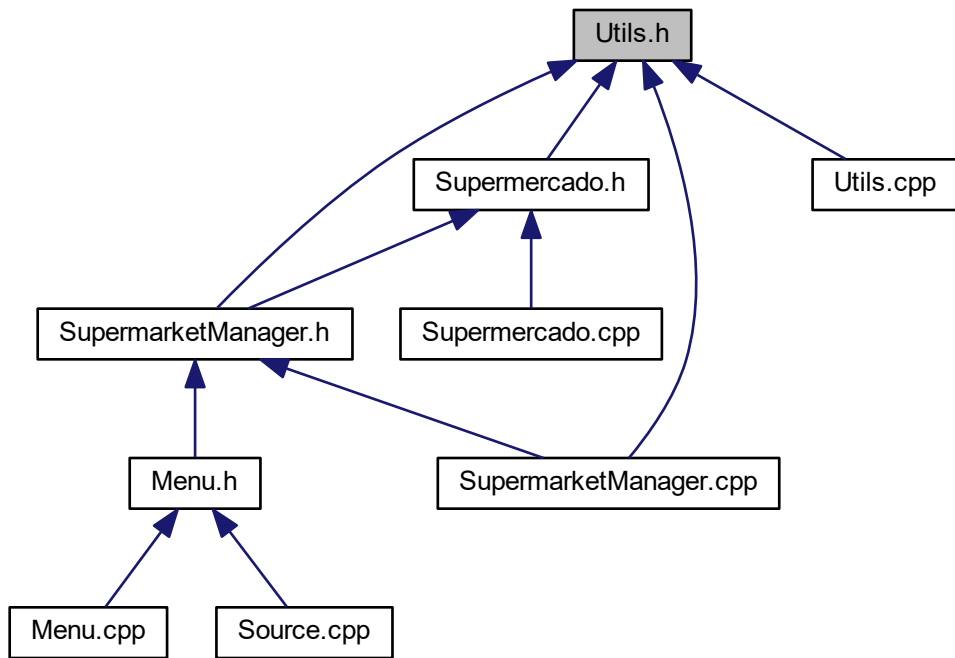 Utils.h
Supermercado.h
Utils.cpp
SupermarketManager.h
Supermercado.cpp
Menu.h
SupermarketManager.cpp
Menu.cpp
Source.cpp